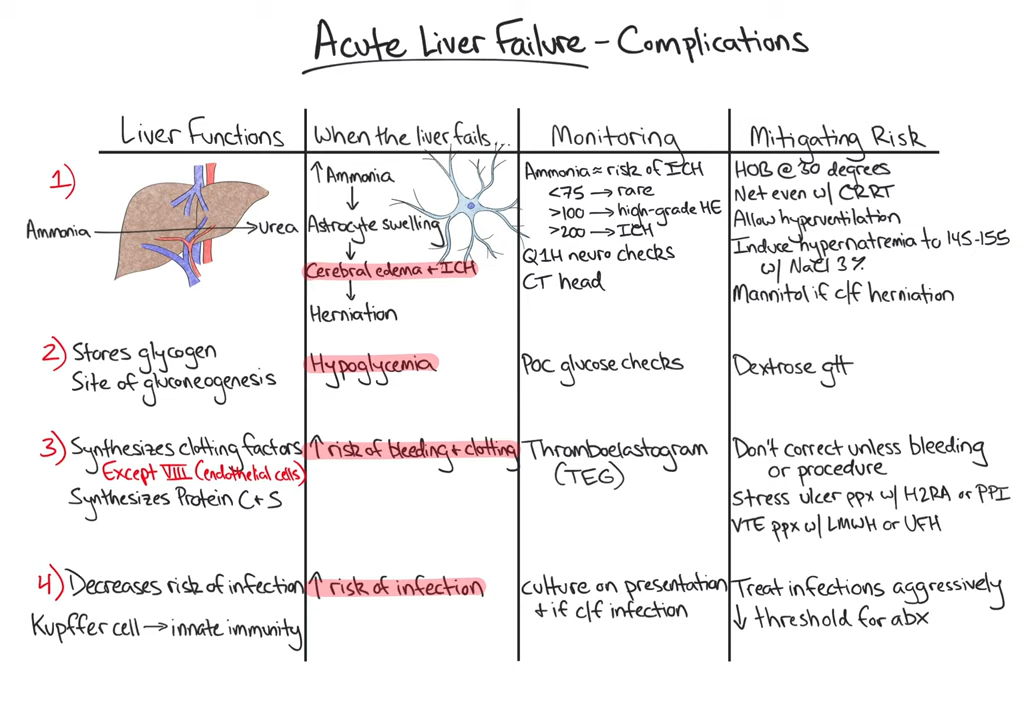 Acute Liver Failure - Complications
Liver Functions
When the liver fails...
Monitoring
Mitigating Risk
1)
Ammonia
Urea
↑ Ammonia
↓
Astrocyte swelling
↓
Cerebral edema + ICH
↓
Herniation
Ammonia ≈ risk of ICH
<75 → rare
>100 → high-grade HE
>200 → ICH
Q1H neuro checks
CT head
HOB @ 30 degrees
Net even w/ CRRT
Allow hyperventilation
Induce hypernatremia to 145-155
w/ NaCl 3%
Mannitol if c/f herniation
2) Stores glycogen
Site of gluconeogenesis
Hypoglycemia
POC glucose checks
Dextrose gtt
3) Synthesizes clotting factors
Except VIII (endothelial cells)
Synthesizes Protein C + S
↑ risk of bleeding + clotting
Thromboelastogram
(TEG)
Don't correct unless bleeding
or procedure
Stress ulcer ppx w/ H2RA or PPI
VTE ppx w/ LMWH or UFH
4) Decreases risk of infection
Kupffer cell → innate immunity
↑ risk of infection
culture on presentation
+ if c/f infection
Treat infections aggressively
↓ threshold for abx